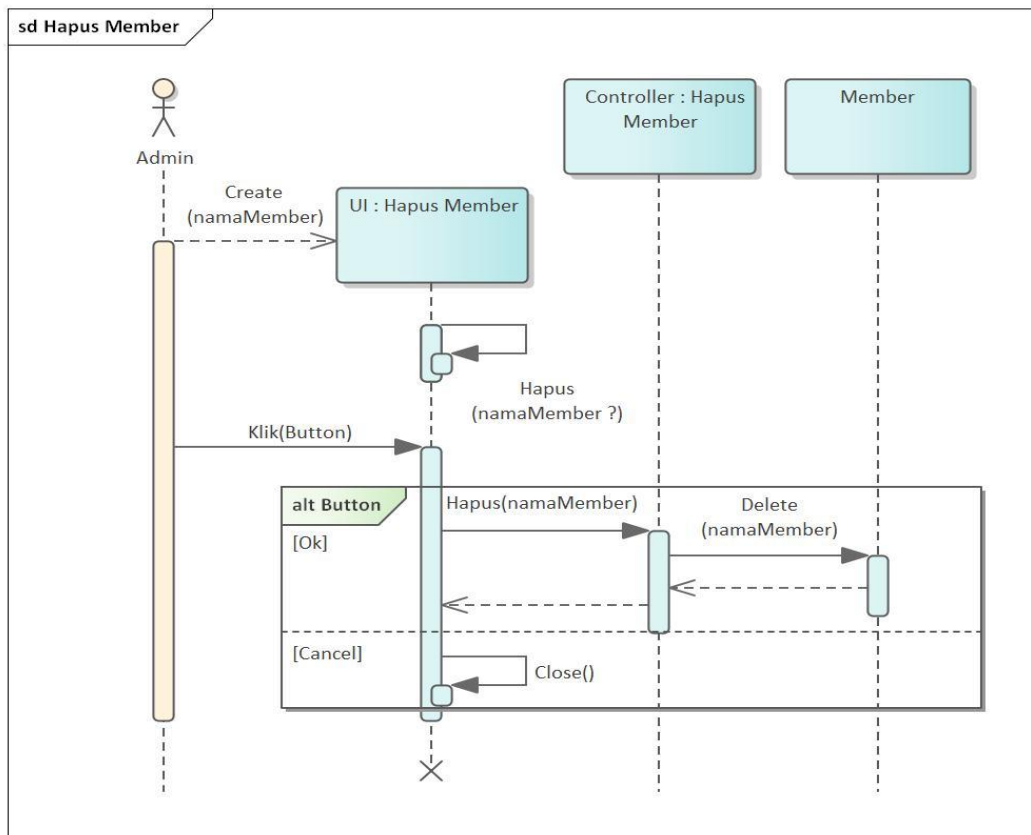 sd Hapus Member
Admin
Controller : Hapus
Member
Member
Create
(namaMember)
UI : Hapus Member
Hapus
(namaMember ?)
Klik(Button)
alt Button
Hapus(namaMember)
Delete
(namaMember)
[Ok]
[Cancel]
Close()